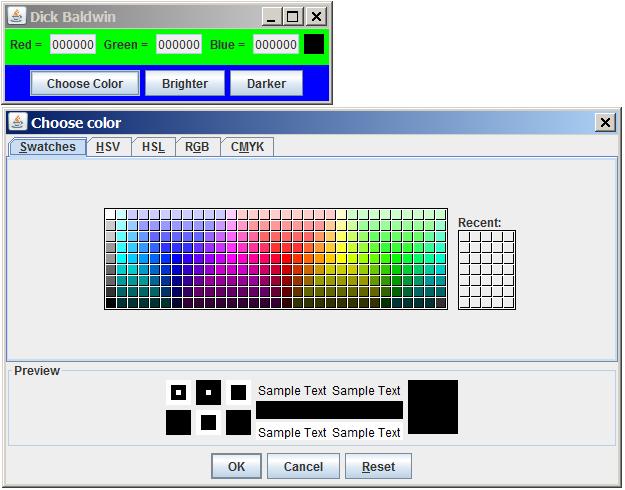 Dick Baldwin
Red = 000000 Green = 000000 Blue = 000000
Choose Color Brighter Darker
Choose color
Swatches HSV HSL RGB CMYK
Recent:
Preview
Sample Text Sample Text
Sample Text Sample Text
OK Cancel Reset